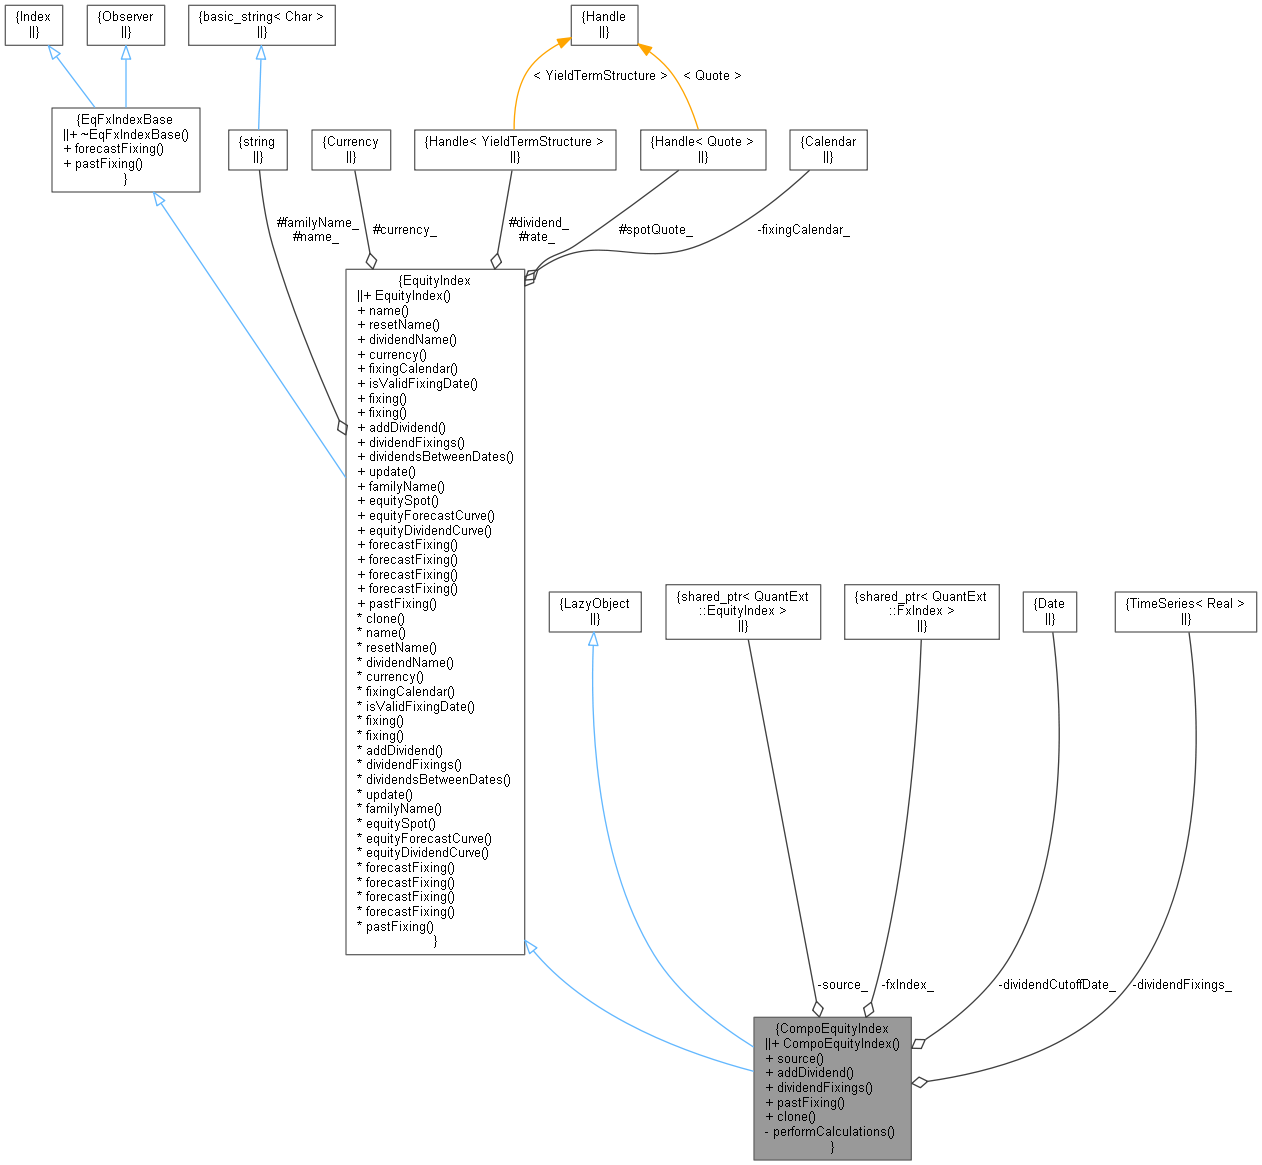 {Index
||}
{Observer
||}
{basic_string< Char >
||}
{Handle
||}
< YieldTermStructure >
< Quote >
{EqFxIndexBase
||+ ~EqFxIndexBase()
+ forecastFixing()
+ pastFixing()
}
{string
||}
{Currency
||}
{Handle< YieldTermStructure >
||}
{Handle< Quote >
||}
{Calendar
||}
#familyName_
#name_
#currency_
#dividend_
#rate_
#spotQuote_
-fixingCalendar_
{EquityIndex
||+ EquityIndex()
+ name()
+ resetName()
+ dividendName()
+ currency()
+ fixingCalendar()
+ isValidFixingDate()
+ fixing()
+ fixing()
+ addDividend()
+ dividendFixings()
+ dividendsBetweenDates()
+ update()
+ familyName()
+ equitySpot()
+ equityForecastCurve()
+ equityDividendCurve()
+ forecastFixing()
+ forecastFixing()
+ forecastFixing()
+ forecastFixing()
+ pastFixing()
* clone()
* name()
* resetName()
* dividendName()
* currency()
* fixingCalendar()
* isValidFixingDate()
* fixing()
* fixing()
* addDividend()
* dividendFixings()
* dividendsBetweenDates()
* update()
* familyName()
* equitySpot()
* equityForecastCurve()
* equityDividendCurve()
* forecastFixing()
* forecastFixing()
* forecastFixing()
* forecastFixing()
* pastFixing()
}
{LazyObject
||}
{shared_ptr< QuantExt
::EquityIndex >
||}
{shared_ptr< QuantExt
::FxIndex >
||}
{Date
||}
{TimeSeries< Real >
||}
-source_
-fxIndex_
-dividendCutoffDate_
-dividendFixings_
{CompoEquityIndex
||+ CompoEquityIndex()
+ source()
+ addDividend()
+ dividendFixings()
+ pastFixing()
+ clone()
- performCalculations()
}